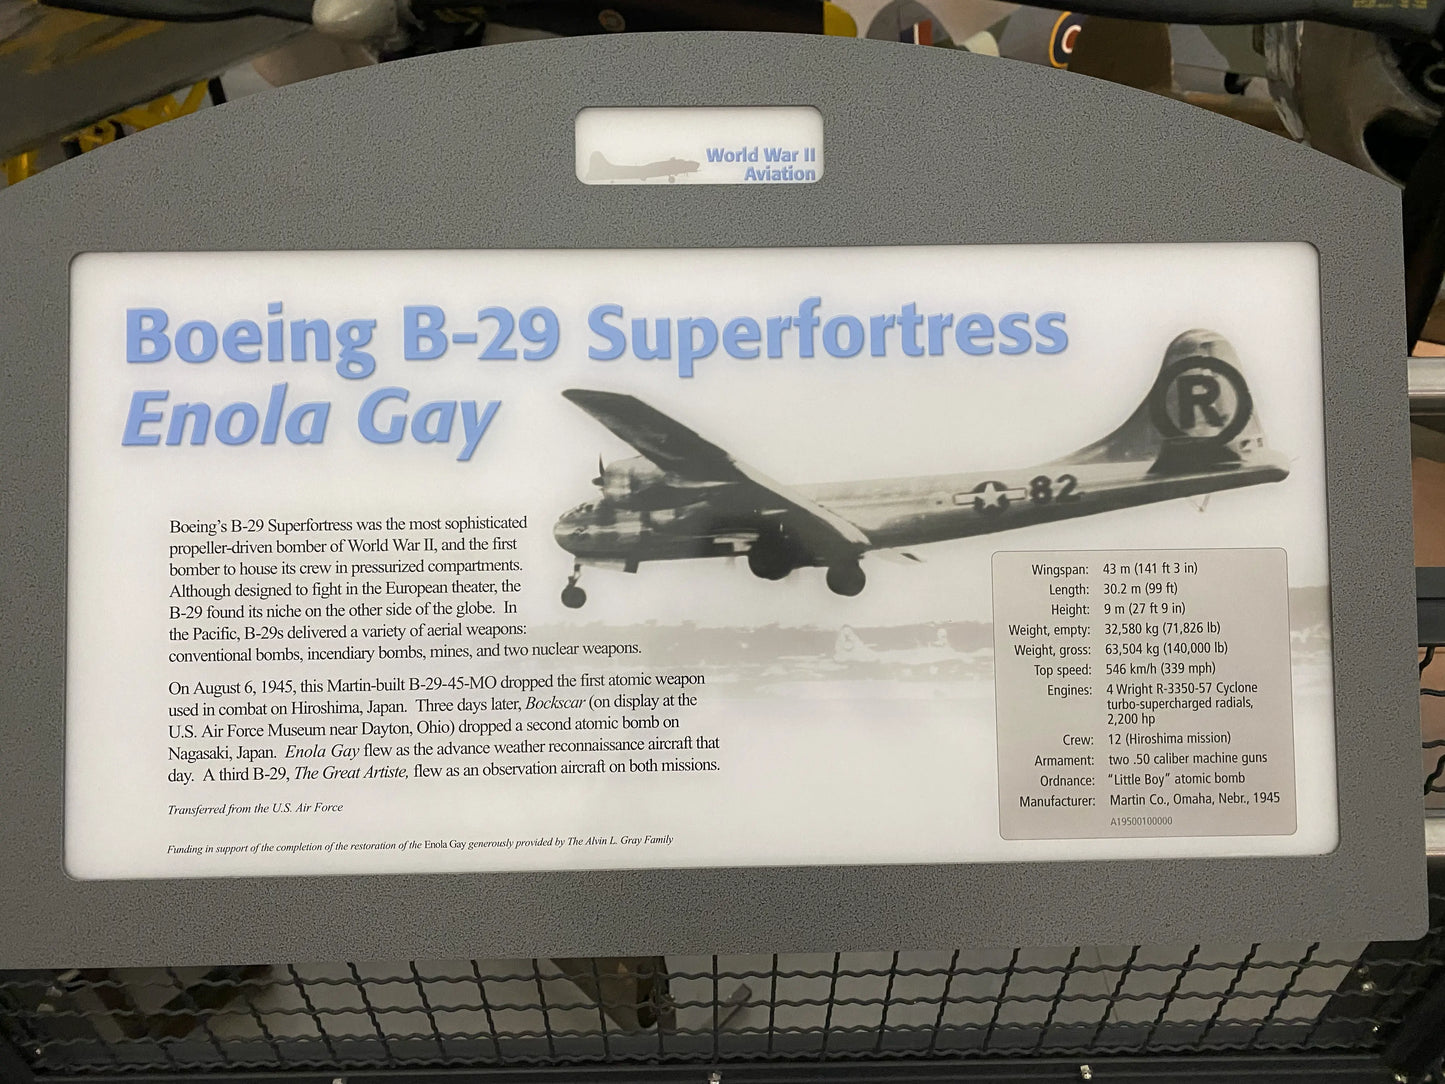 World War II
Aviation
Boeing B-29 Superfortress
Enola Gay
R
82
Boeing's B-29 Superfortress was the most sophisticated
propeller-driven bomber of World War II, and the first
bomber to house its crew in pressurized compartments.
Although designed to fight in the European theater, the
B-29 found its niche on the other side of the globe. In
the Pacific, B-29s delivered a variety of aerial weapons:
conventional bombs, incendiary bombs, mines, and two nuclear weapons.
On August 6, 1945, this Martin-built B-29-45-MO dropped the first atomic weapon
used in combat on Hiroshima, Japan. Three days later, Bockscar (on display at the
U.S. Air Force Museum near Dayton, Ohio) dropped a second atomic bomb on
Nagasaki, Japan. Enola Gay flew as the advance weather reconnaissance aircraft that
day. A third B-29, The Great Artiste, flew as an observation aircraft on both missions.
Transferred from the U.S. Air Force
Funding in support of the completion of the restoration of the Enola Gay generously provided by The Alvin L. Gray Family
Wingspan: 43 m (141 ft 3 in)
Length: 30.2 m (99 ft)
Height: 9 m (27 ft 9 in)
Weight, empty: 32,580 kg (71,826 lb)
Weight, gross: 63,504 kg (140,000 lb)
Top speed: 546 km/h (339 mph)
Engines: 4 Wright R-3350-57 Cyclone
turbo-supercharged radials,
2,200 hp
Crew: 12 (Hiroshima mission)
Armament: two .50 caliber machine guns
Ordnance: "Little Boy" atomic bomb
Manufacturer: Martin Co., Omaha, Nebr., 1945
A19500100000